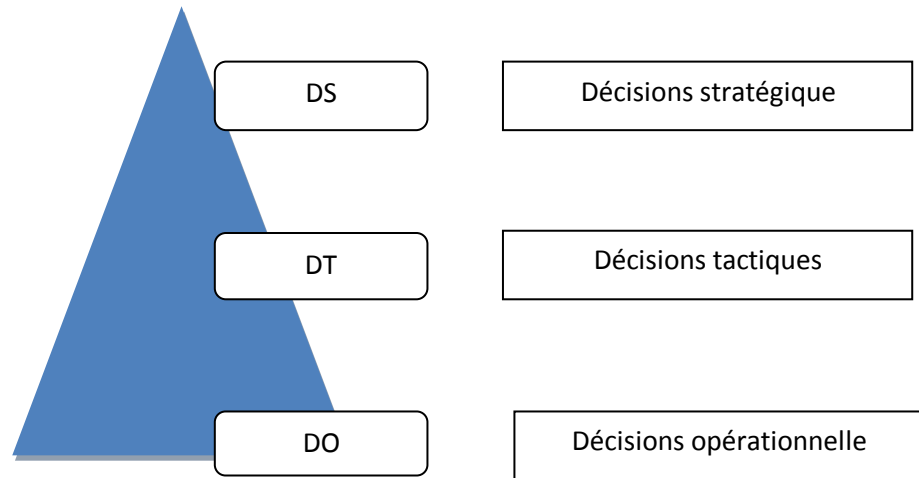 DS
Décisions stratégique
DT
Décisions tactiques
DO
Décisions opérationnelle